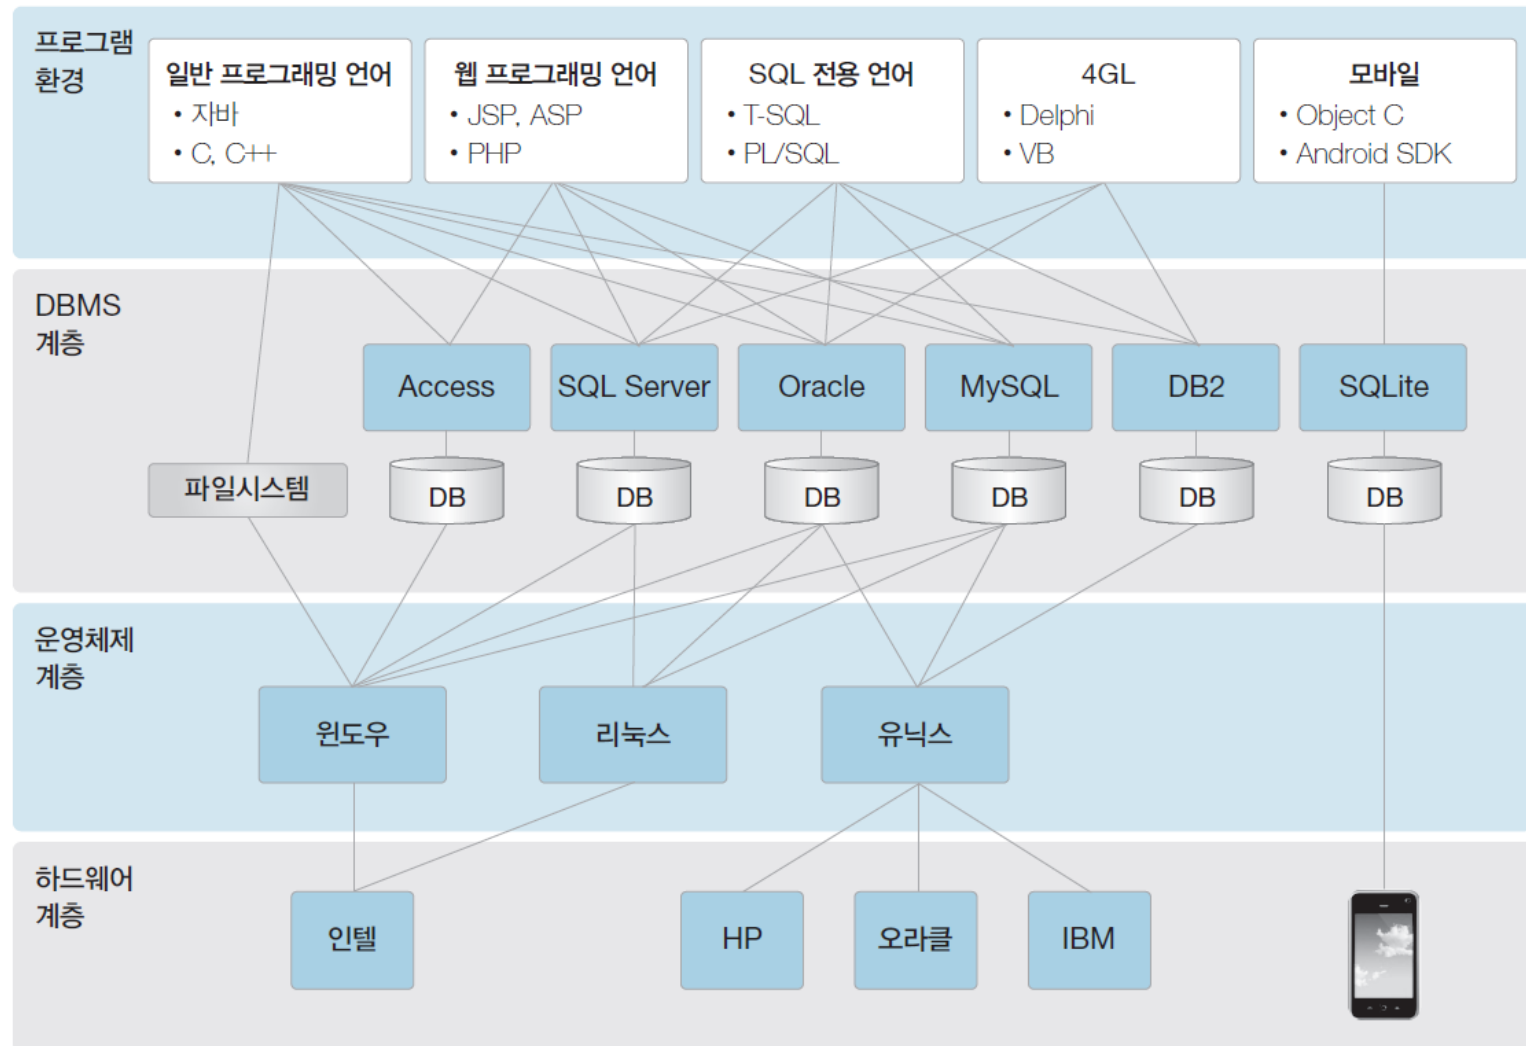 프로그램
환경
일반 프로그래밍 언어
• 자바
• C, C++
웹 프로그래밍 언어
• JSP, ASP
• PHP
SQL 전용 언어
• T-SQL
• PL/SQL
4GL
• Delphi
• VB
모바일
• Object C
• Android SDK
DBMS
계층
Access
SQL Server
Oracle
MySQL
DB2
SQLite
파일시스템
DB
DB
DB
DB
DB
DB
운영체제
계층
윈도우
리눅스
유닉스
하드웨어
계층
인텔
HP
오라클
IBM